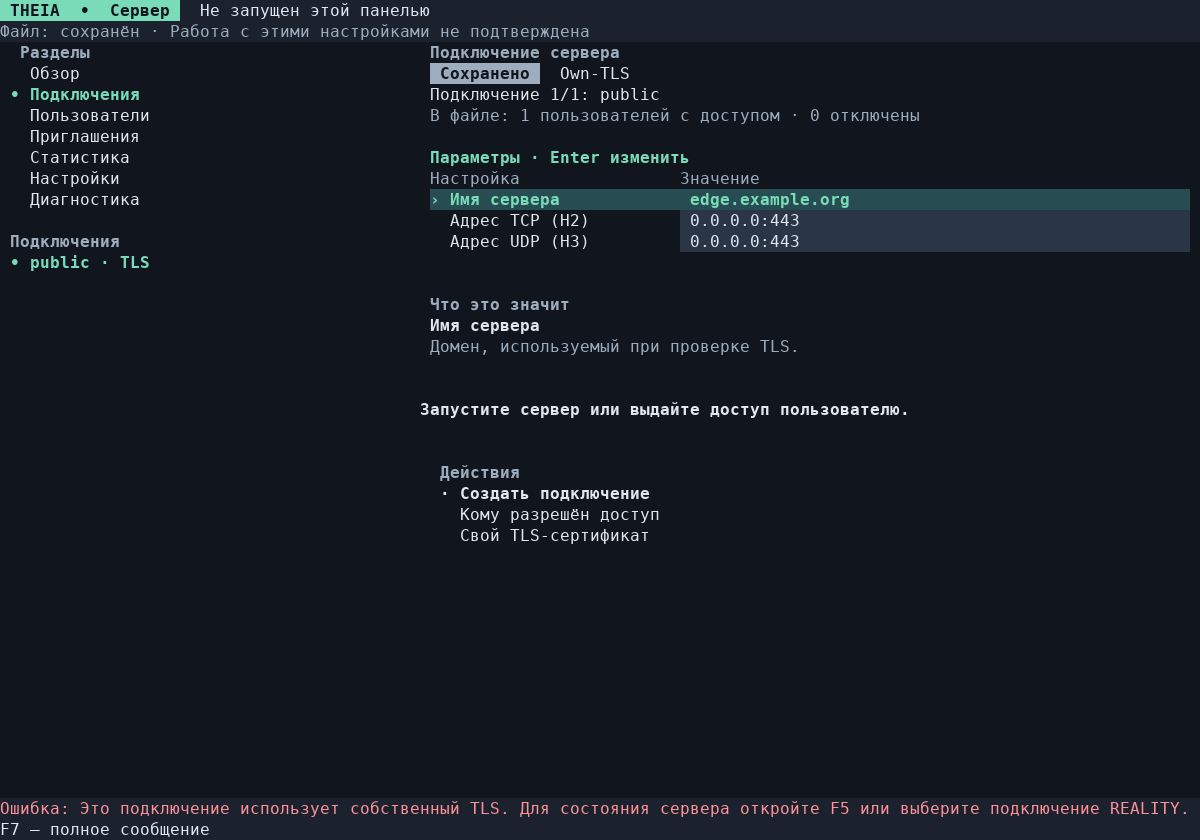 THEIA • Сервер Не запущен этой панелью
Файл: сохранён · Работа с этими настройками не подтверждена
Разделы
Обзор
• Подключения
Пользователи
Приглашения
Статистика
Настройки
Диагностика
Подключения
• public · TLS
Подключение сервера
Сохранено Own-TLS
Подключение 1/1: public
В файле: 1 пользователей с доступом · 0 отключены
Параметры · Enter изменить
Настройка Значение
› Имя сервера edge.example.org
Адрес TCP (H2) 0.0.0.0:443
Адрес UDP (H3) 0.0.0.0:443
Что это значит
Имя сервера
Домен, используемый при проверке TLS.
Запустите сервер или выдайте доступ пользователю.
Действия
· Создать подключение
Кому разрешён доступ
Свой TLS-сертификат
Ошибка: Это подключение использует собственный TLS. Для состояния сервера откройте F5 или выберите подключение REALITY.
F7 — полное сообщение